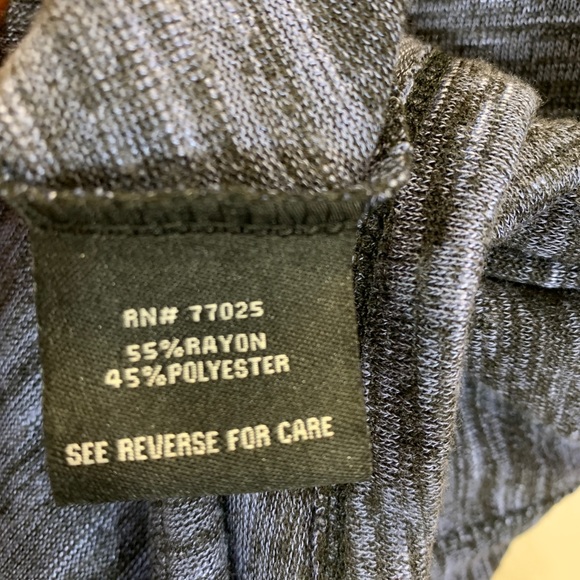 RN# 77025
55%RAYON
45%POLYESTER
SEE REVERSE FOR CARE